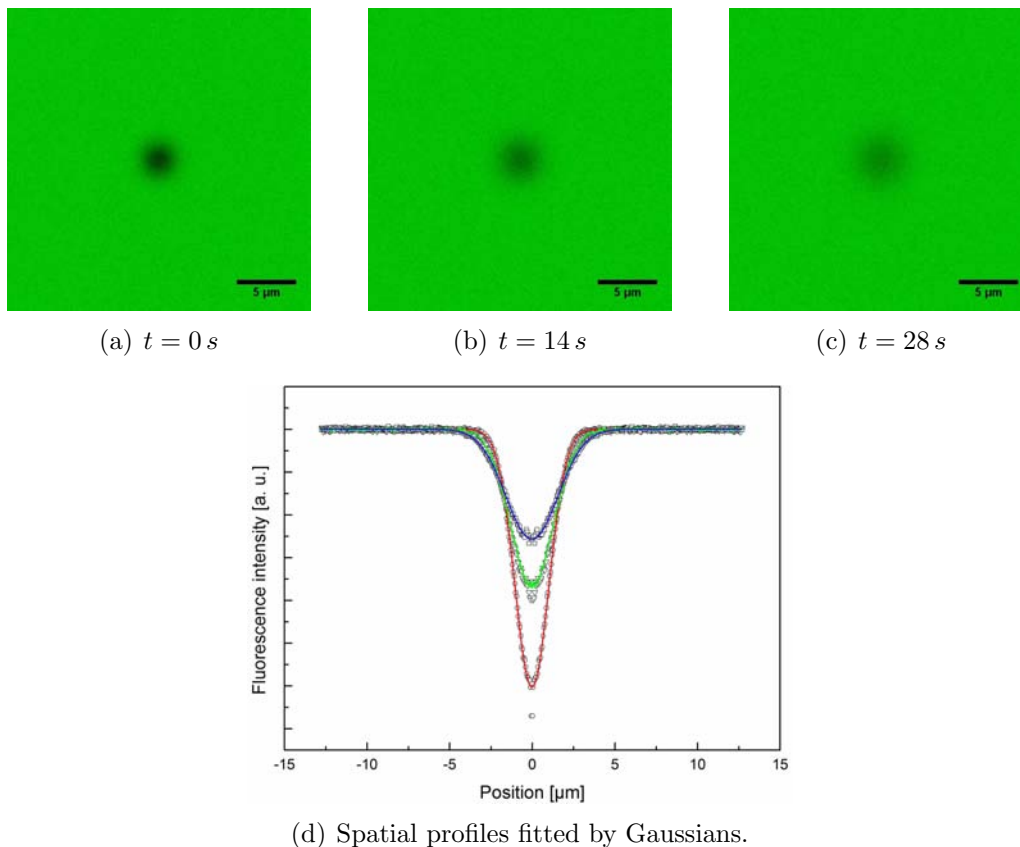 5 µm
5 µm
5 µm
(a) t = 0 s
(b) t = 14 s
(c) t = 28 s
Fluorescence intensity [a. u.]
-15 -10 -5 0 5 10 15
Position [µm]
(d) Spatial profiles fitted by Gaussians.